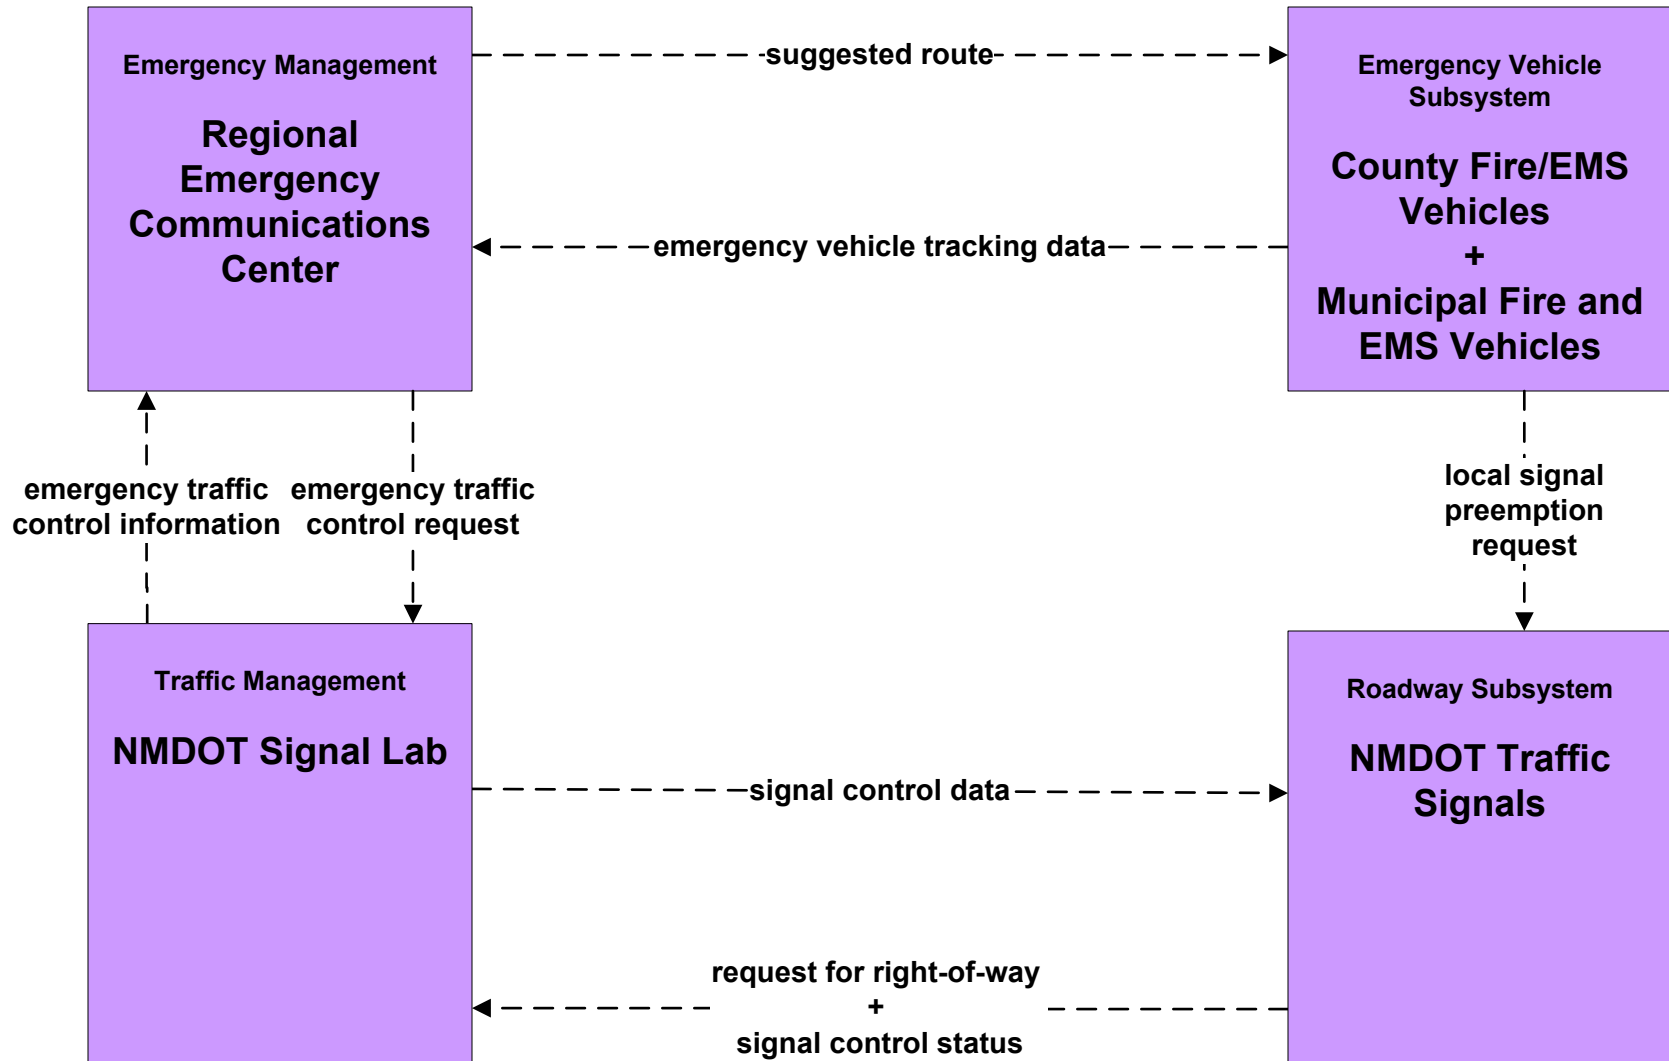 Emergency Management
Regional
Emergency
Communications
Center
suggested route
Emergency Vehicle
Subsystem
County Fire/EMS
Vehicles
+
Municipal Fire and
EMS Vehicles
emergency vehicle tracking data
emergency traffic
control information
emergency traffic
control request
local signal
preemption
request
Traffic Management
NMDOT Signal Lab
signal control data
Roadway Subsystem
NMDOT Traffic
Signals
request for right-of-way
+
signal control status